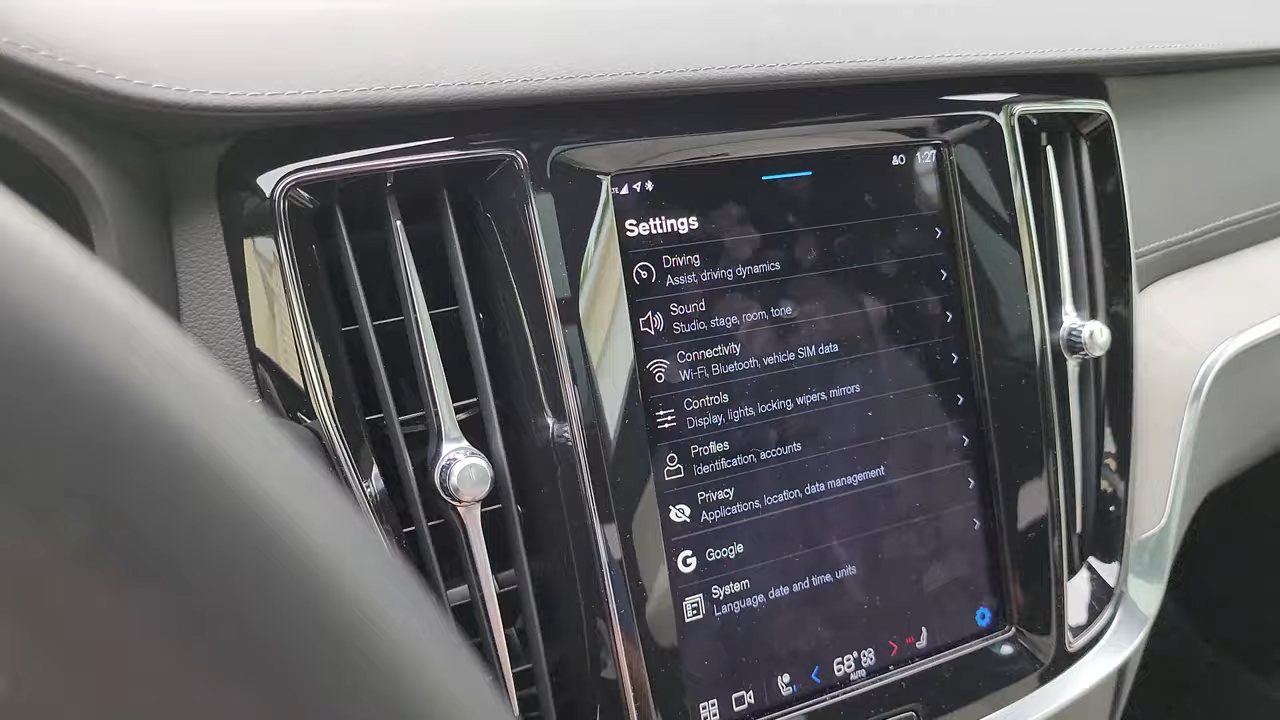 1:27
Settings
Driving
Assist, driving dynamics
Sound
Studio, stage, room, tone
Connectivity
Wi-Fi, Bluetooth, vehicle SIM data
Controls
Display, lights, locking, wipers, mirrors
Profiles
Identification, accounts
Privacy
Applications, location, data management
G Google
System
Language, date and time, units
68°
AUTO